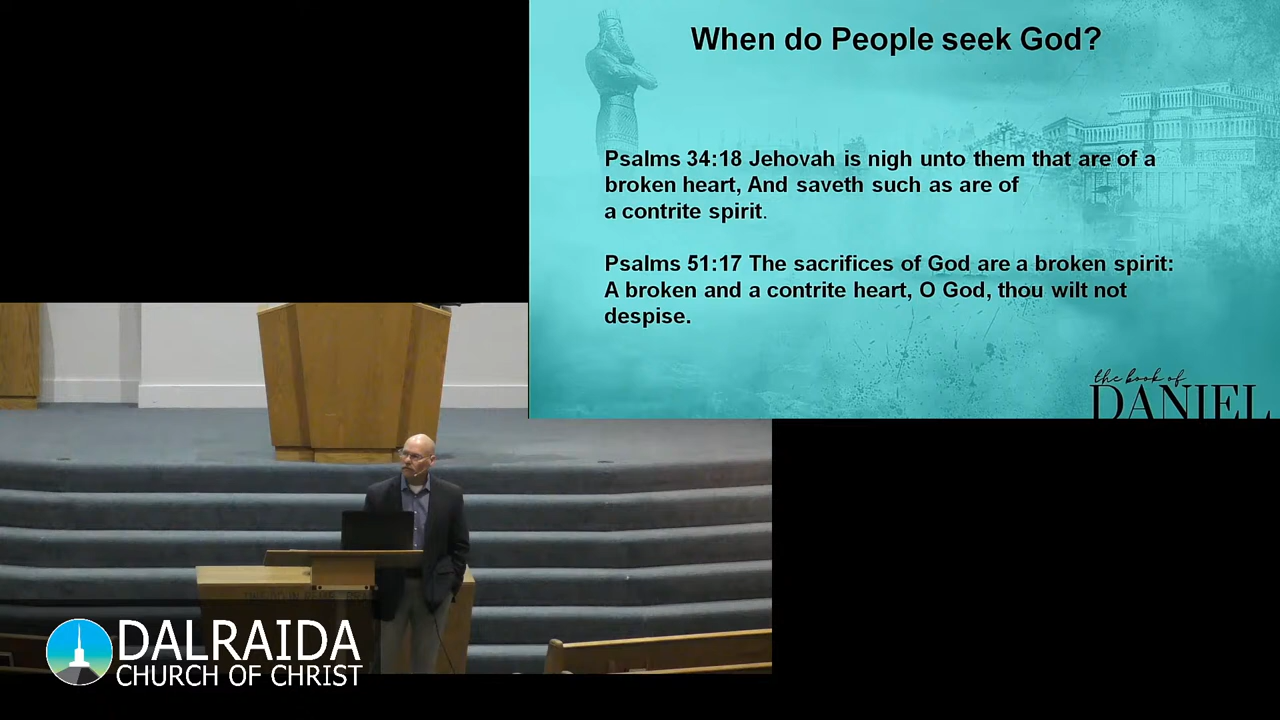 When do People seek God?
Psalms 34:18 Jehovah is nigh unto them that are of a
broken heart, And saveth such as are of
a contrite spirit.
Psalms 51:17 The sacrifices of God are a broken spirit:
A broken and a contrite heart, O God, thou wilt not
despise.
the book of
DANIEL
DALRAIDA
CHURCH OF CHRIST